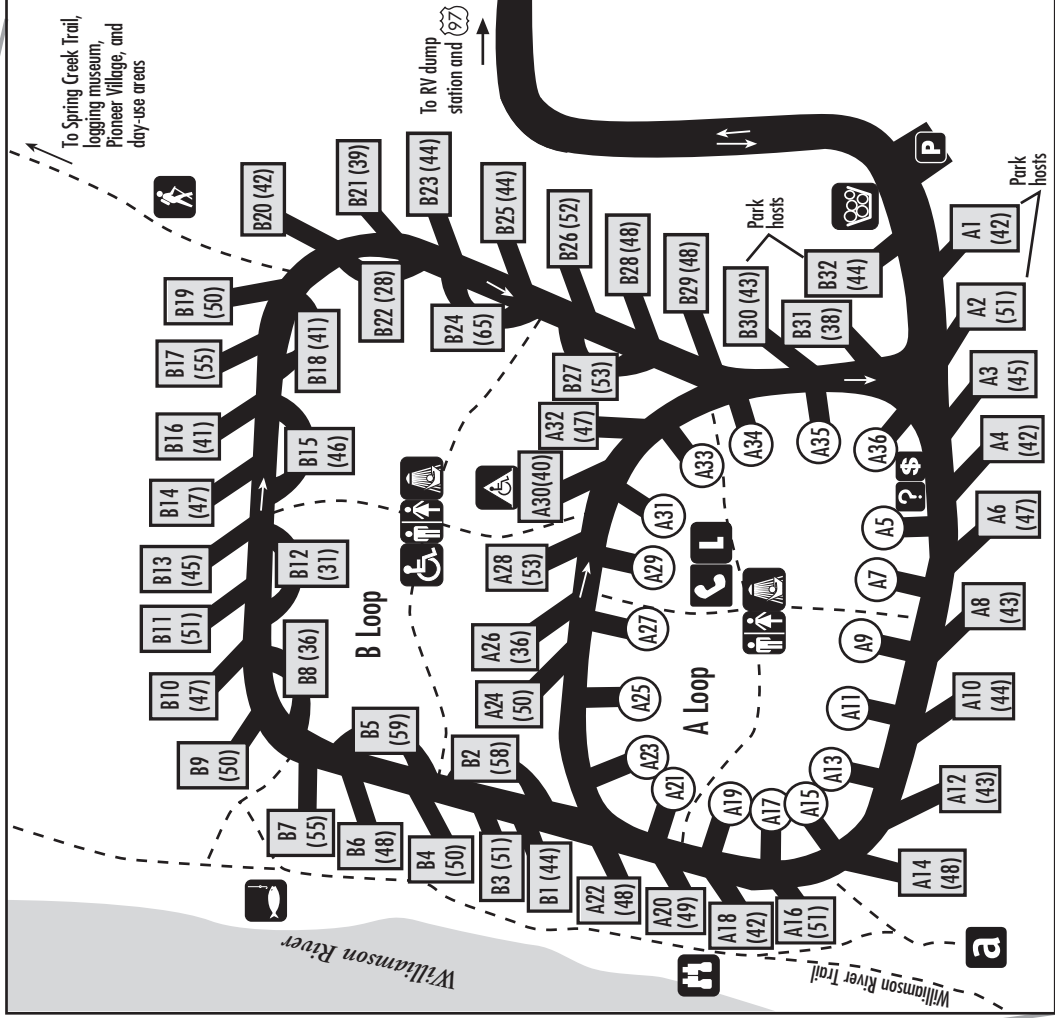 To Spring Creek Trail,
logging museum,
Pioneer Village, and
day-use areas
To RV dump
station and 97
B20 (42)
B21 (39)
B23 (44)
B25 (44)
B26 (52)
B28 (48)
B29 (48)
B30 (43)
B31
(38)
B32
(44)
Park
hosts
P
Park
hosts
A1
(42)
A2
(51)
A3
(45)
A4
(42)
A6
(47)
A8
(43)
A10
(44)
A12
(43)
A14
(48)
A16
(51)
A18
(42)
A20
(49)
A22
(48)
B1 (44)
B3 (51)
B4
(50)
B6
(48)
B7
(55)
B9
(50)
B10
(47)
B11
(51)
B13
(45)
B14
(47)
B16
(41)
B17
(55)
B19
(50)
B18 (41)
B22 (28)
B24
(65)
B27
(53)
B15
(46)
B12
(31)
B8 (36)
B5
(59)
B2
(58)
B Loop
A32
(47)
A30(40)
A28
(53)
A26
(36)
A24
(50)
A33
A34
A35
A36
A31
A29
A27
A25
A23
A21
A19
A17
A15
A13
A11
A9
A7
A5
? $
L
A Loop
Williamson River
Williamson River Trail
a